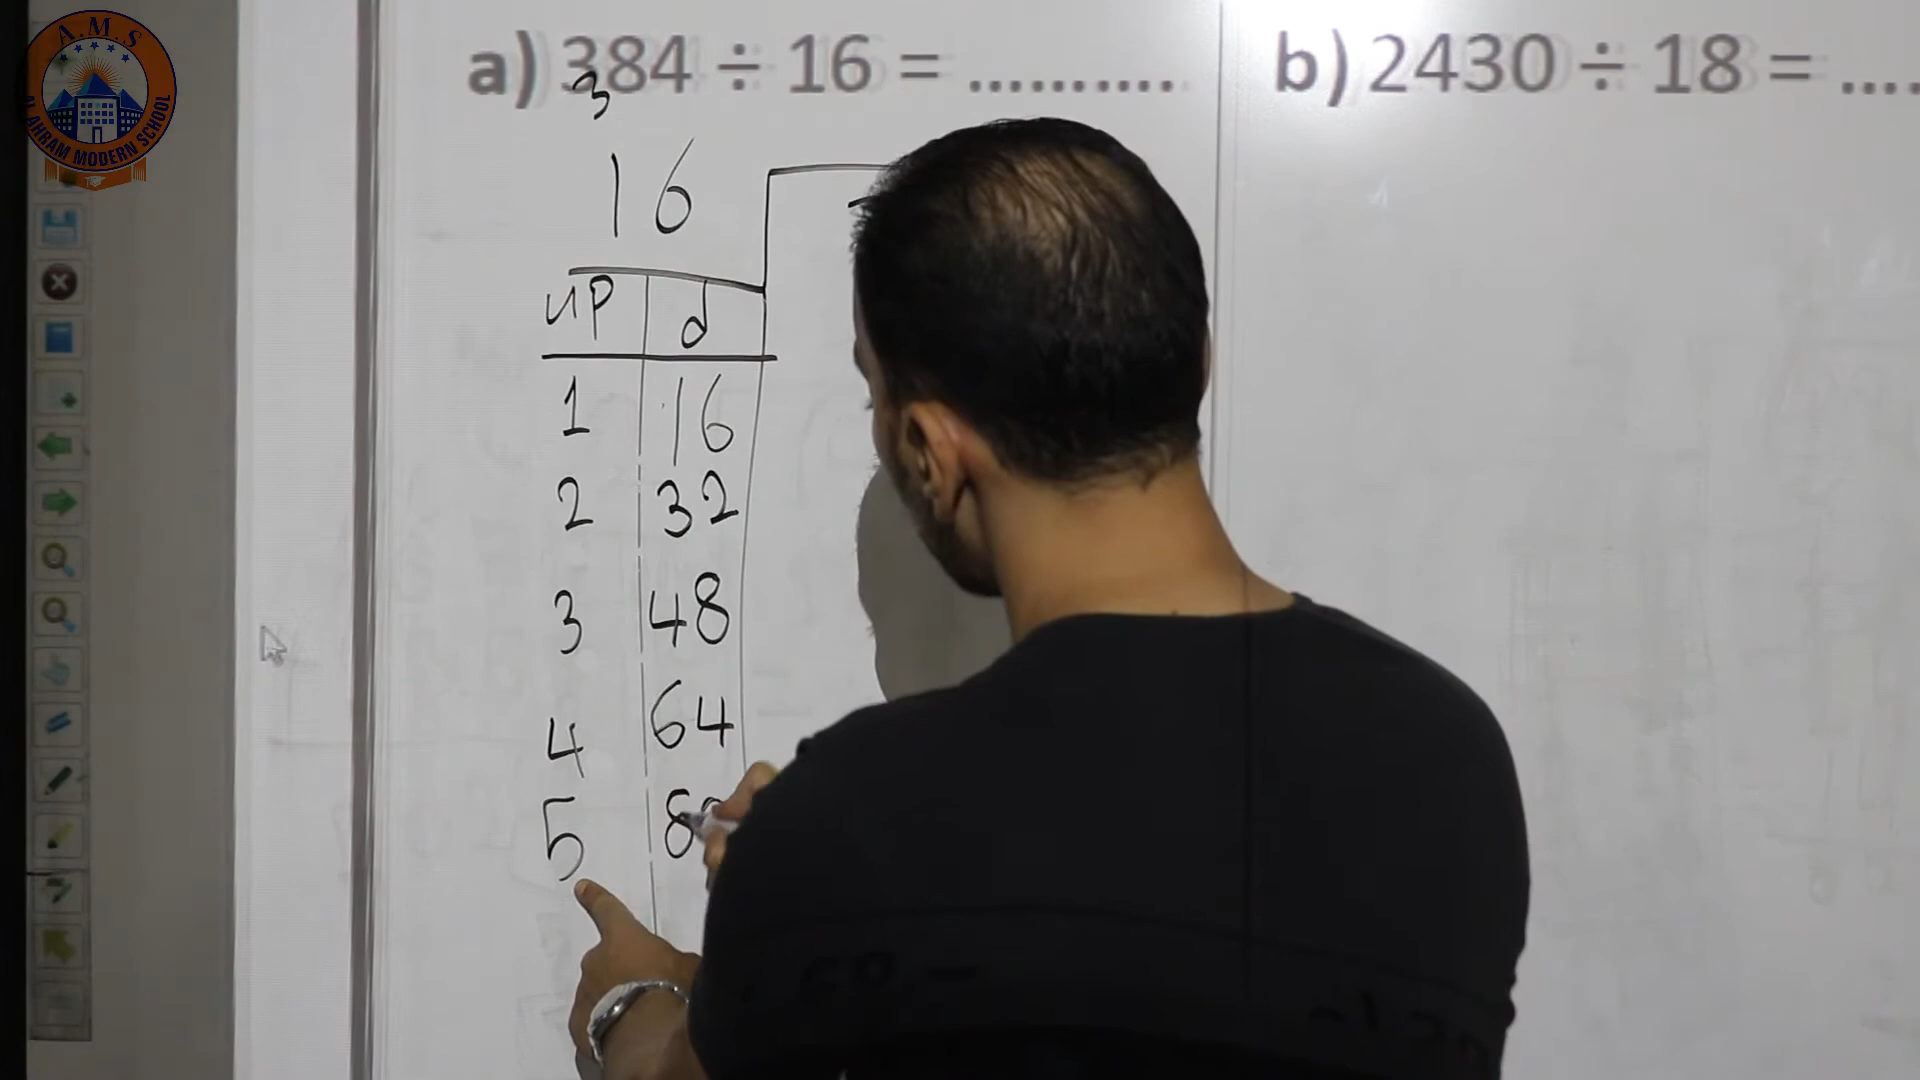 A.M.S
AL AHRAM MODERN SCHOOL
a) 384 ÷ 16 = ..........
b) 2430 ÷ 18 = ....
3
16
up d
1 16
2 32
3 48
4 64
5 8